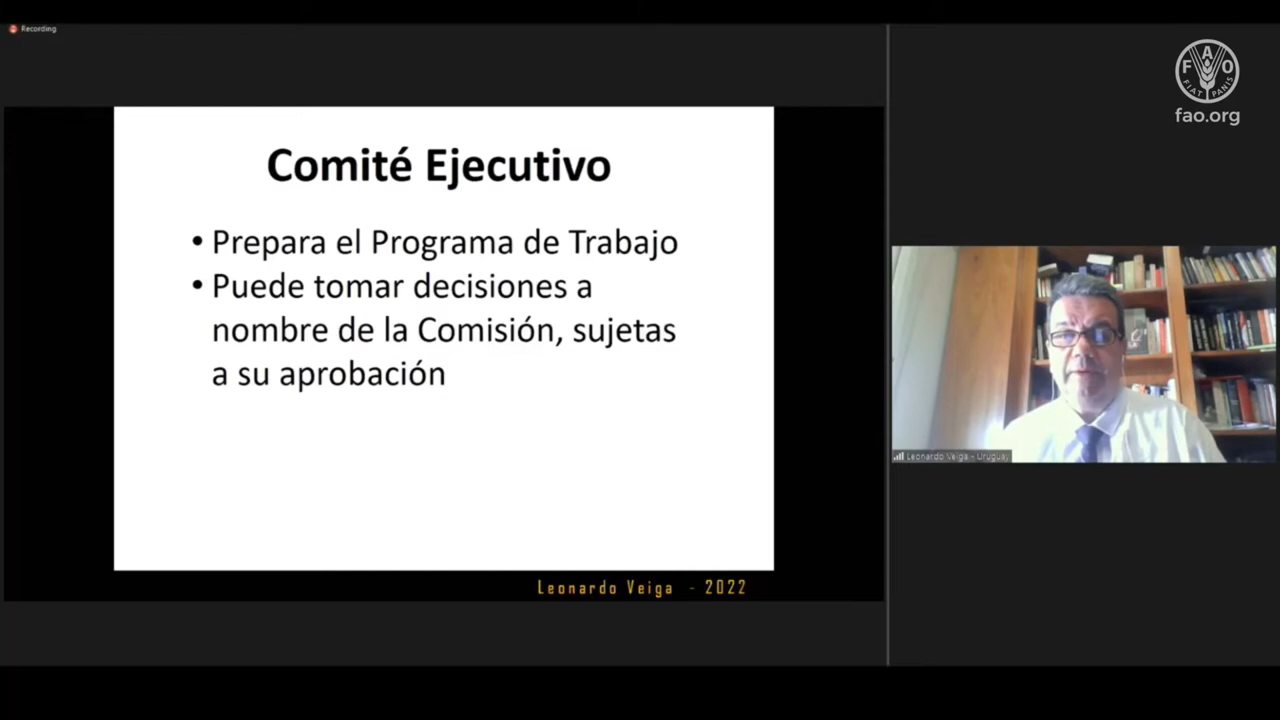 Recording
FAO
FIAT PANIS
fao.org
Comité Ejecutivo
• Prepara el Programa de Trabajo
• Puede tomar decisiones a
nombre de la Comisión, sujetas
a su aprobación
Leonardo Veiga - Uruguay
Leonardo Veiga - 2022